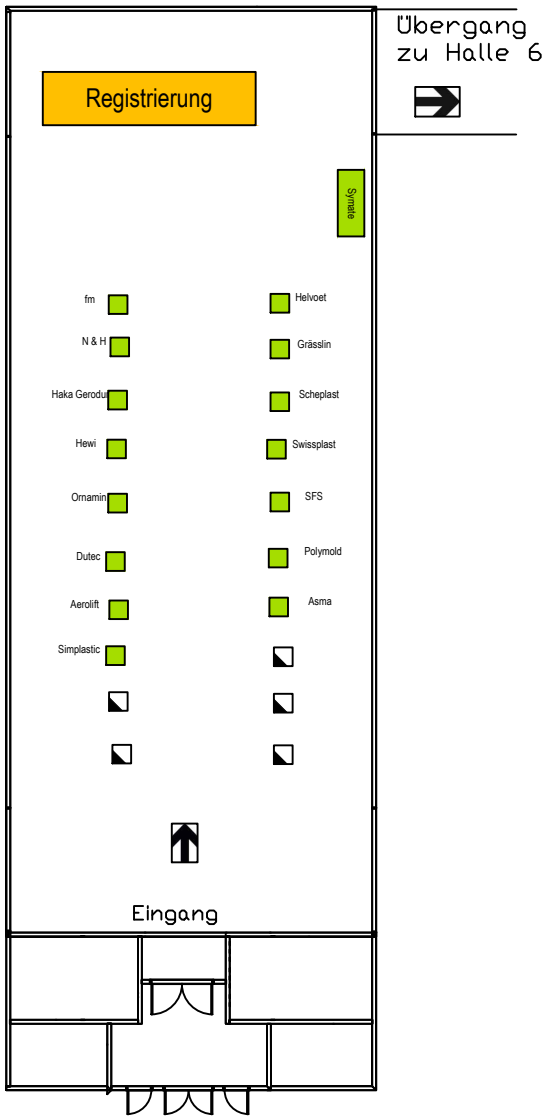 Übergang
zu Halle 6
Registrierung
Symate
fm
Helvoet
N & H
Grässlin
Haka Gerodur
Scheplast
Hewi
Swissplast
Ornamin
SFS
Dutec
Polymold
Aerolift
Asma
Simplastic
Eingang